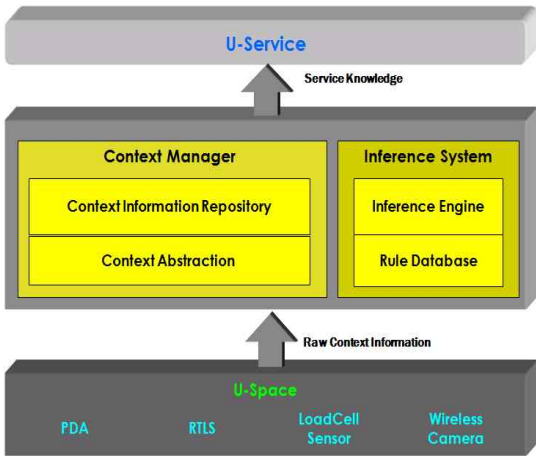 U-Service
Service Knowledge
Context Manager
Inference System
Context Information Repository
Inference Engine
Context Abstraction
Rule Database
Raw Context Information
U-Space
PDA
RTLS
LoadCell
Sensor
Wireless
Camera